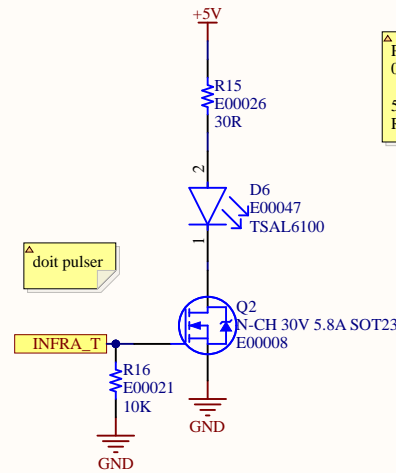 +5V
R15
E00026
30R
2
D6
E00047
TSAL6100
1
doit pulser
Q2
N-CH 30V 5.8A SOT23
E00008
INFRA_T
R16
E00021
10K
GND
GND